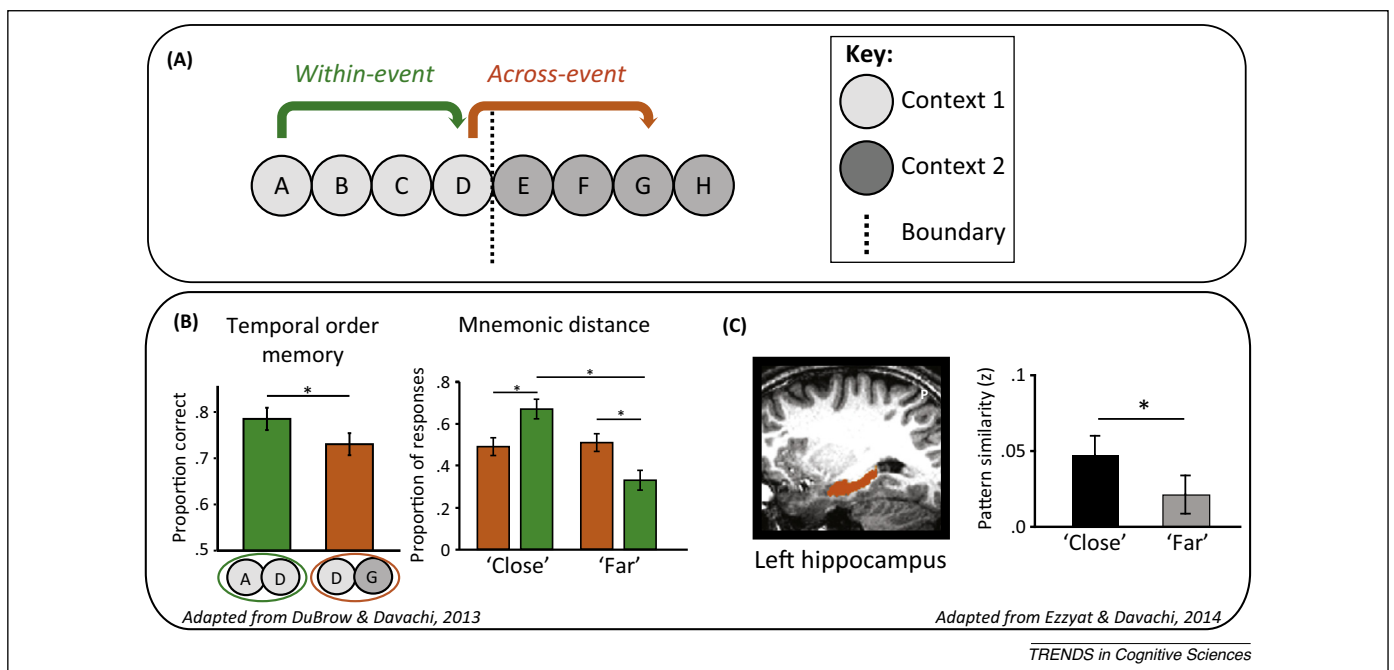 (A)
Within-event
Across-event
A B C D E F G H
Key:
Context 1
Context 2
Boundary
(B)
Temporal order
memory
Proportion correct
.8
.7
.6
.5
*
A D
D G
Mnemonic distance
Proportion of responses
.8
.6
.4
.2
0
*
*
*
'Close'
'Far'
Adapted from DuBrow & Davachi, 2013
(C)
P
Left hippocampus
Pattern similarity (z)
.1
.05
.0
*
'Close'
'Far'
Adapted from Ezzyat & Davachi, 2014
TRENDS in Cognitive Sciences